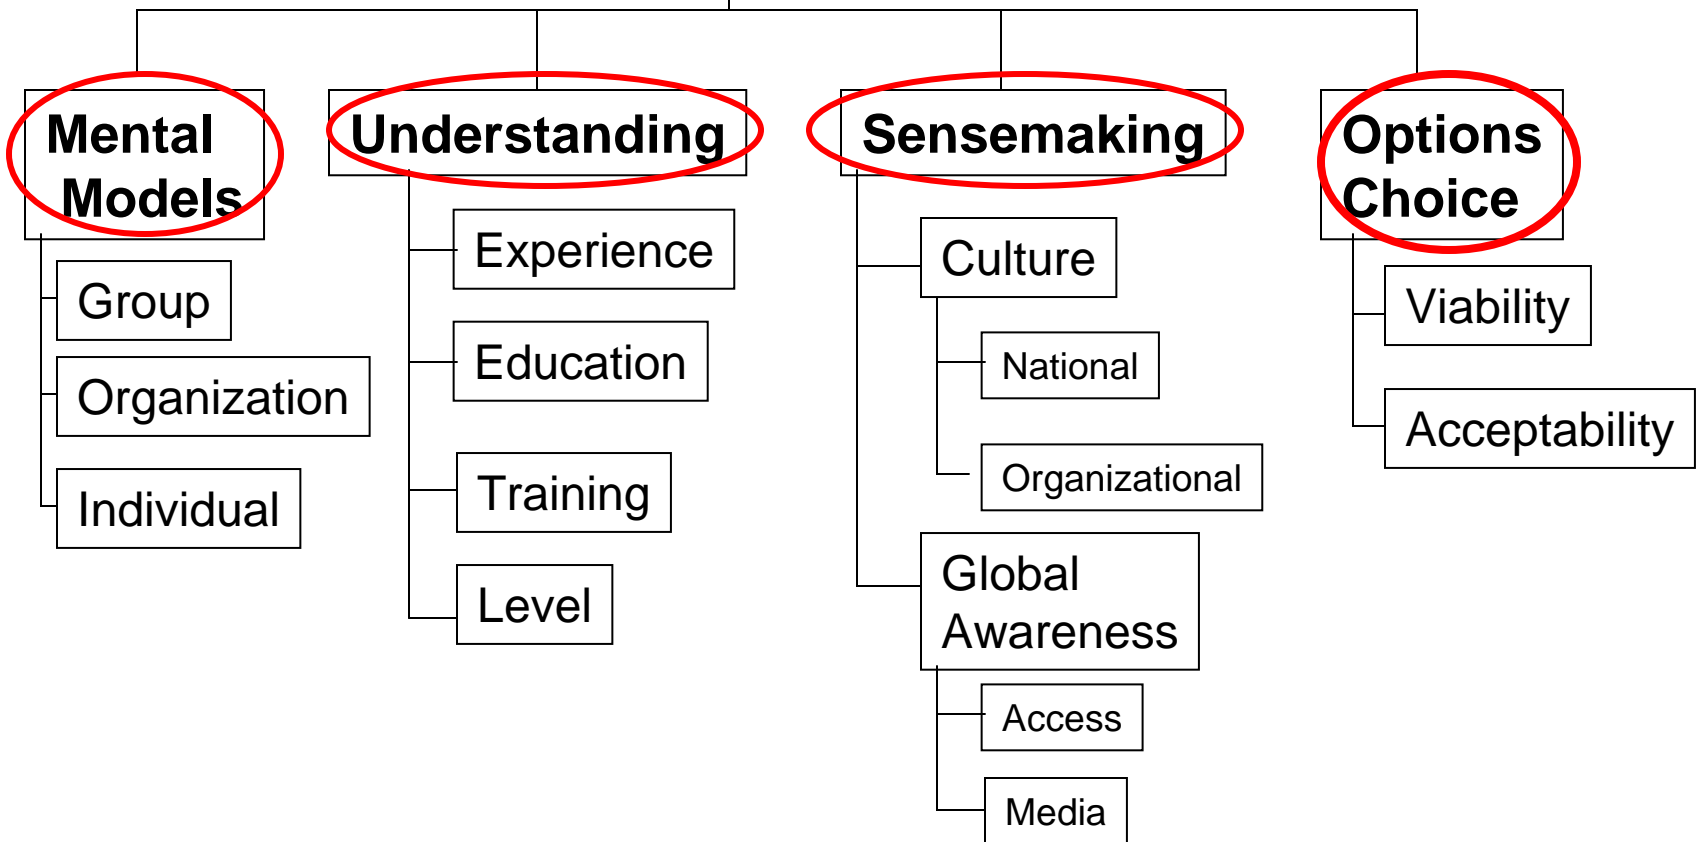 Mental
Models
Group
Organization
Individual
Understanding
Experience
Education
Training
Level
Sensemaking
Culture
National
Organizational
Global
Awareness
Access
Media
Options
Choice
Viability
Acceptability